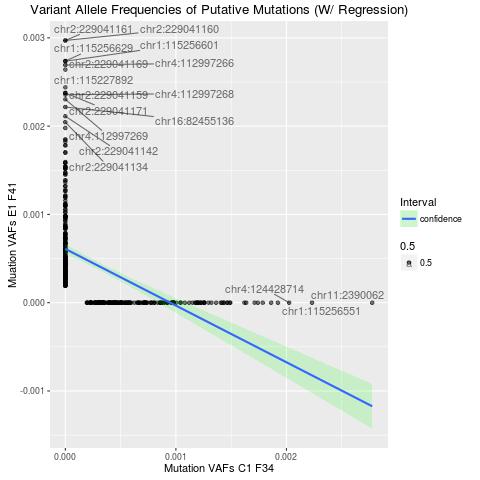 Variant Allele Frequencies of Putative Mutations (W/ Regression)
chr2:229041161
chr2:229041160
chr1:115256629
chr1:115256601
chr2:229041169
chr4:112997266
chr1:115227892
chr2:229041159
chr4:112997268
chr2:229041171
chr16:82455136
chr4:112997269
chr2:229041142
chr2:229041134
chr4:124428714
chr11:2390062
chr1:115256551
0.003
0.002
0.001
0.000
-0.001
Muation VAFs E1 F41
0.000
0.001
0.002
Mutation VAFs C1 F34
Interval
confidence
0.5
0.5